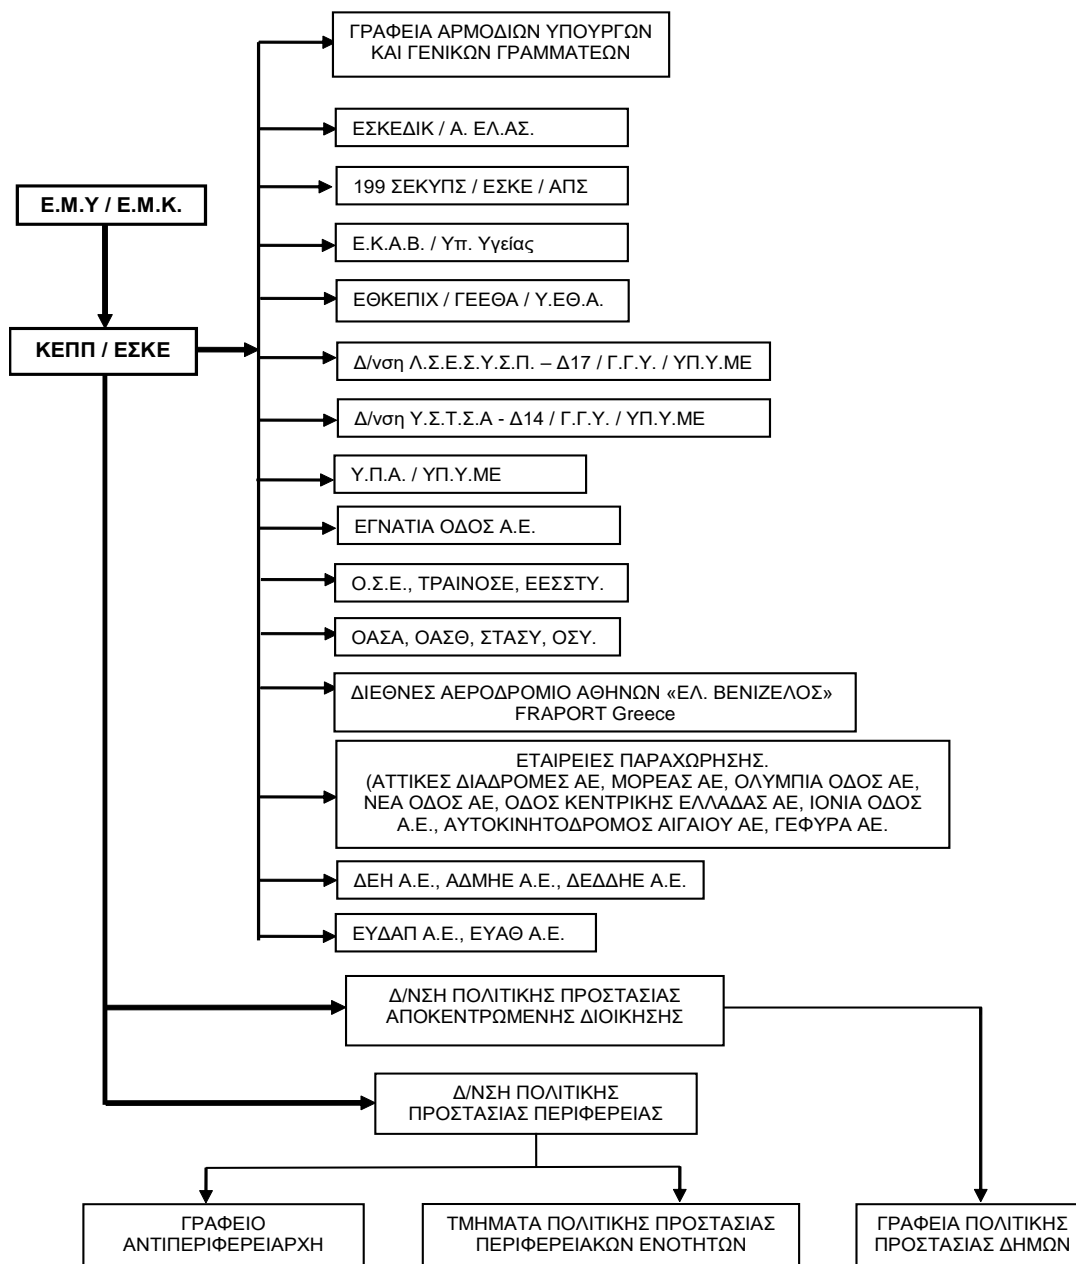 ΓΡΑΦΕΙΑ ΑΡΜΟΔΙΩΝ ΥΠΟΥΡΓΩΝ
ΚΑΙ ΓΕΝΙΚΩΝ ΓΡΑΜΜΑΤΕΩΝ
ΕΣΚΕΔΙΚ / Α. ΕΛ.ΑΣ.
199 ΣΕΚΥΠΣ / ΕΣΚΕ / ΑΠΣ
Ε.Μ.Υ / Ε.Μ.Κ.
Ε.Κ.Α.Β. / Υπ. Υγείας
ΕΘΚΕΠΙΧ / ΓΕΕΘΑ / Υ.ΕΘ.Α.
ΚΕΠΠ / ΕΣΚΕ
Δ/νση Λ.Σ.Ε.Σ.Υ.Σ.Π. – Δ17 / Γ.Γ.Υ. / ΥΠ.Υ.ΜΕ
Δ/νση Υ.Σ.Τ.Σ.Α - Δ14 / Γ.Γ.Υ. / ΥΠ.Υ.ΜΕ
Υ.Π.Α. / ΥΠ.Υ.ΜΕ
ΕΓΝΑΤΙΑ ΟΔΟΣ Α.Ε.
Ο.Σ.Ε., ΤΡΑΙΝΟΣΕ, ΕΕΣΣΤΥ.
ΟΑΣΑ, ΟΑΣΘ, ΣΤΑΣΥ, ΟΣΥ.
ΔΙΕΘΝΕΣ ΑΕΡΟΔΡΟΜΙΟ ΑΘΗΝΩΝ «ΕΛ. ΒΕΝΙΖΕΛΟΣ»
FRAPORT Greece
ΕΤΑΙΡΕΙΕΣ ΠΑΡΑΧΩΡΗΣΗΣ.
(ΑΤΤΙΚΕΣ ΔΙΑΔΡΟΜΕΣ ΑΕ, ΜΟΡΕΑΣ ΑΕ, ΟΛΥΜΠΙΑ ΟΔΟΣ ΑΕ,
ΝΕΑ ΟΔΟΣ ΑΕ, ΟΔΟΣ ΚΕΝΤΡΙΚΗΣ ΕΛΛΑΔΑΣ ΑΕ, ΙΟΝΙΑ ΟΔΟΣ
Α.Ε., ΑΥΤΟΚΙΝΗΤΟΔΡΟΜΟΣ ΑΙΓΑΙΟΥ ΑΕ, ΓΕΦΥΡΑ ΑΕ.
ΔΕΗ Α.Ε., ΑΔΜΗΕ Α.Ε., ΔΕΔΔΗΕ Α.Ε.
ΕΥΔΑΠ Α.Ε., ΕΥΑΘ Α.Ε.
Δ/ΝΣΗ ΠΟΛΙΤΙΚΗΣ ΠΡΟΣΤΑΣΙΑΣ
ΑΠΟΚΕΝΤΡΩΜΕΝΗΣ ΔΙΟΙΚΗΣΗΣ
Δ/ΝΣΗ ΠΟΛΙΤΙΚΗΣ
ΠΡΟΣΤΑΣΙΑΣ ΠΕΡΙΦΕΡΕΙΑΣ
ΓΡΑΦΕΙΟ
ΑΝΤΙΠΕΡΙΦΕΡΕΙΑΡΧΗ
ΤΜΗΜΑΤΑ ΠΟΛΙΤΙΚΗΣ ΠΡΟΣΤΑΣΙΑΣ
ΠΕΡΙΦΕΡΕΙΑΚΩΝ ΕΝΟΤΗΤΩΝ
ΓΡΑΦΕΙΑ ΠΟΛΙΤΙΚΗΣ
ΠΡΟΣΤΑΣΙΑΣ ΔΗΜΩΝ